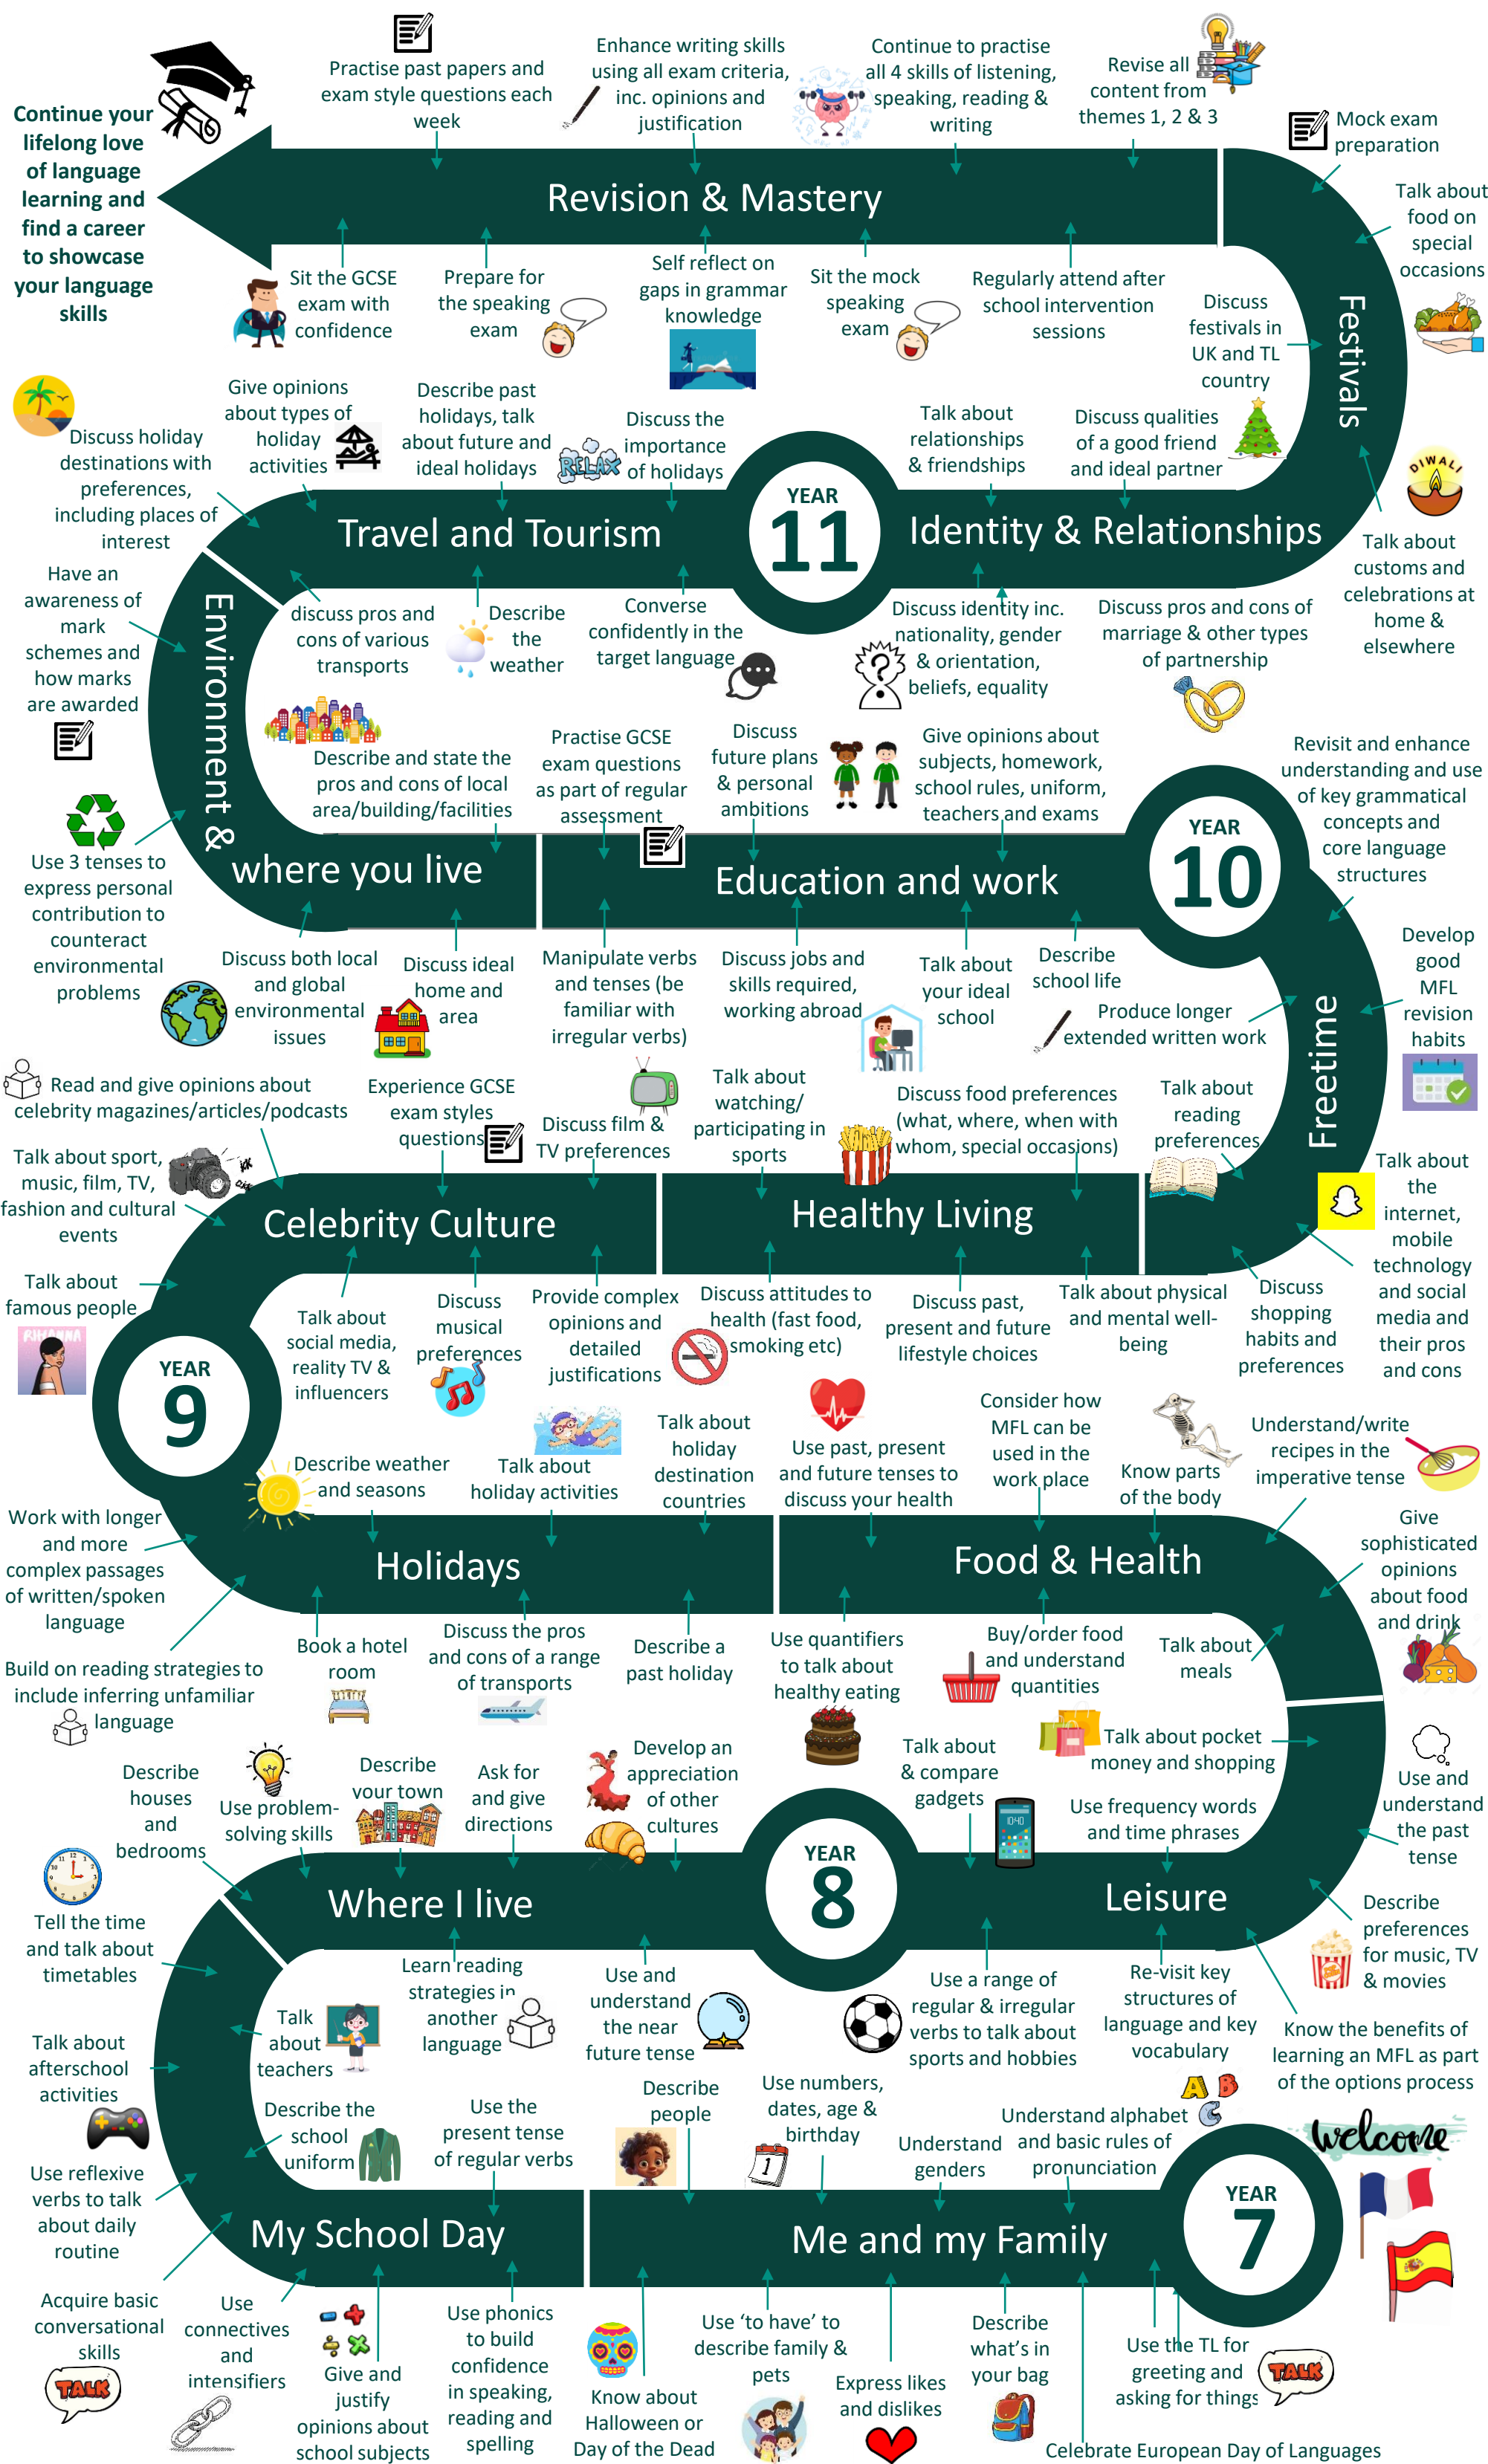 Practise past papers and
exam style questions each
week
Enhance writing skills
using all exam criteria,
inc. opinions and
justification
Continue to practise
all 4 skills of listening,
speaking, reading &
writing
Revise all
content from
themes 1, 2 & 3
Mock exam
preparation
Continue your
lifelong love
of language
learning and
find a career
to showcase
your language
skills
Revision & Mastery
Talk about
food on
special
occasions
Sit the GCSE
exam with
confidence
Prepare for
the speaking
exam
Self reflect on
gaps in grammar
knowledge
Sit the mock
speaking
exam
Regularly attend after
school intervention
sessions
Discuss
festivals in
UK and TL
country
Festivals
Discuss holiday
destinations with
preferences,
including places of
interest
Give opinions
about types of
holiday
activities
Describe past
holidays, talk
about future and
ideal holidays
RELAX
Discuss the
importance
of holidays
Talk about
relationships
& friendships
Discuss qualities
of a good friend
and ideal partner
DIWALI
Travel and Tourism
YEAR
11
Identity & Relationships
Talk about
customs and
celebrations at
home &
elsewhere
Have an
awareness of
mark
schemes and
how marks
are awarded
Environment &
discuss pros and
cons of various
transports
Describe
the
weather
Converse
confidently in the
target language
Discuss identity inc.
nationality, gender
& orientation,
beliefs, equality
Discuss pros and cons of
marriage & other types
of partnership
Describe and state the
pros and cons of local
area/building/facilities
Practise GCSE
exam questions
as part of regular
assessment
Discuss
future plans
& personal
ambitions
Give opinions about
subjects, homework,
school rules, uniform,
teachers and exams
Revisit and enhance
understanding and use
of key grammatical
concepts and
core language
structures
Use 3 tenses to
express personal
contribution to
counteract
environmental
problems
where you live
Education and work
YEAR
10
Discuss both local
and global
environmental
issues
Discuss ideal
home and
area
Manipulate verbs
and tenses (be
familiar with
irregular verbs)
Discuss jobs and
skills required,
working abroad
Talk about
your ideal
school
Describe
school life
Produce longer
extended written work
Develop
good
MFL
revision
habits
Freetime
Read and give opinions about
celebrity magazines/articles/podcasts
Experience GCSE
exam styles
questions
Discuss film &
TV preferences
Talk about
watching/
participating in
sports
Discuss food preferences
(what, where, when with
whom, special occasions)
Talk about
reading
preferences
Talk about sport,
music, film, TV,
fashion and cultural
events
Celebrity Culture
Healthy Living
Talk about
the
internet,
mobile
technology
and social
media and
their pros
and cons
Talk about
famous people
RIHANNA
Talk about
social media,
reality TV &
influencers
Discuss
musical
preferences
Provide complex
opinions and
detailed
justifications
Discuss attitudes to
health (fast food,
smoking etc)
Discuss past,
present and future
lifestyle choices
Talk about physical
and mental well-
being
Discuss
shopping
habits and
preferences
YEAR
9
Describe weather
and seasons
Talk about
holiday activities
Talk about
holiday
destination
countries
Use past, present
and future tenses to
discuss your health
Consider how
MFL can be
used in the
work place
Know parts
of the body
Understand/write
recipes in the
imperative tense
Work with longer
and more
complex passages
of written/spoken
language
Holidays
Food & Health
Give
sophisticated
opinions
about food
and drink
Build on reading strategies to
include inferring unfamiliar
language
Book a hotel
room
Discuss the pros
and cons of a range
of transports
Describe a
past holiday
Use quantifiers
to talk about
healthy eating
Buy/order food
and understand
quantities
Talk about
meals
Describe
houses
and
bedrooms
Use problem-
solving skills
Describe
your town
Ask for
and give
directions
Develop an
appreciation
of other
cultures
Talk about
& compare
gadgets
Talk about pocket
money and shopping
Use frequency words
and time phrases
Use and
understand
the past
tense
Where I live
YEAR
8
Leisure
Tell the time
and talk about
timetables
Describe
preferences
for music, TV
& movies
Talk
about
teachers
Learn reading
strategies in
another
language
Use and
understand
the near
future tense
Use a range of
regular & irregular
verbs to talk about
sports and hobbies
Re-visit key
structures of
language and key
vocabulary
Know the benefits of
learning an MFL as part
of the options process
Talk about
afterschool
activities
Describe the
school
uniform
Use the
present tense
of regular verbs
Describe
people
Use numbers,
dates, age &
birthday
1
Understand
genders
Understand alphabet
and basic rules of
pronunciation
A B
C
welcome
Use reflexive
verbs to talk
about daily
routine
My School Day
Me and my Family
YEAR
7
Acquire basic
conversational
skills
TALK
Use
connectives
and
intensifiers
Give and
justify
opinions about
school subjects
Use phonics
to build
confidence
in speaking,
reading and
spelling
Know about
Halloween or
Day of the Dead
Use ‘to have’ to
describe family &
pets
Express likes
and dislikes
Describe
what's in
your bag
Use the TL for
greeting and
asking for things
TALK
Celebrate European Day of Languages